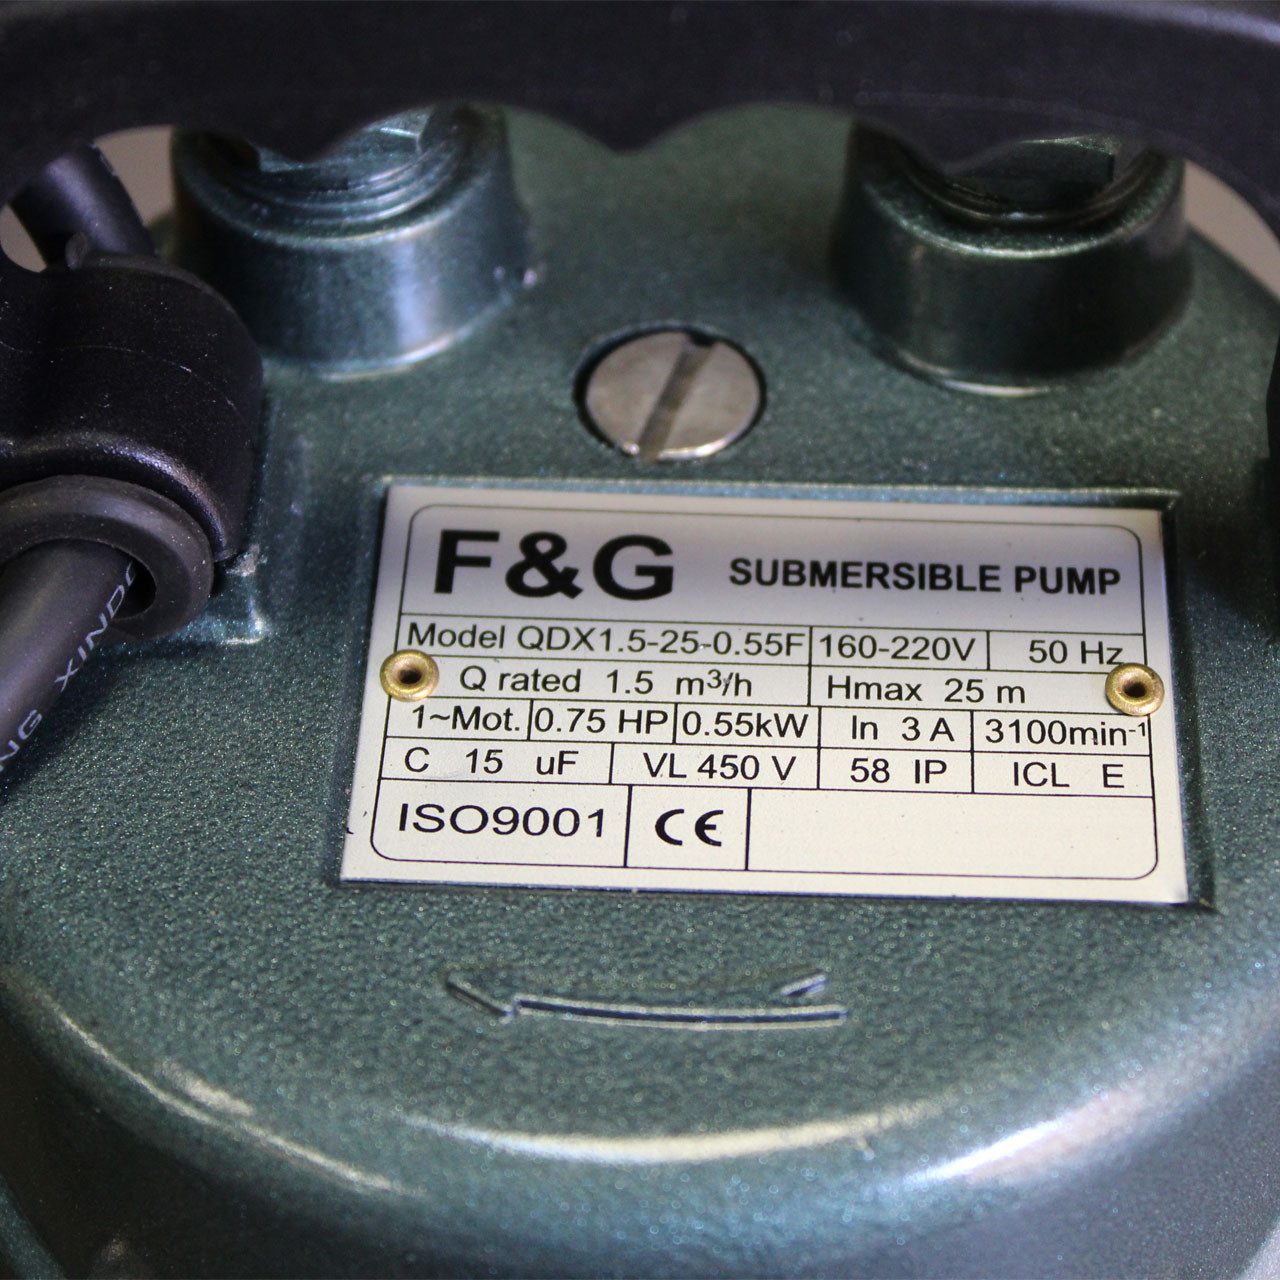 F&G SUBMERSIBLE PUMP
Model QDX1.5-25-0.55F 160-220V 50 Hz
Q rated 1.5 m³/h Hmax 25 m
1~Mot. 0.75 HP 0.55kW In 3 A 3100min⁻¹
C 15 uF VL 450 V 58 IP ICL E
ISO9001 CE